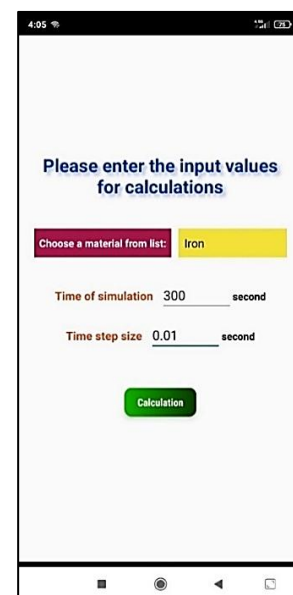 4:05
Please enter the input values
for calculations
Choose a material from list: Iron
Time of simulation 300 second
Time step size 0.01 second
Calculation